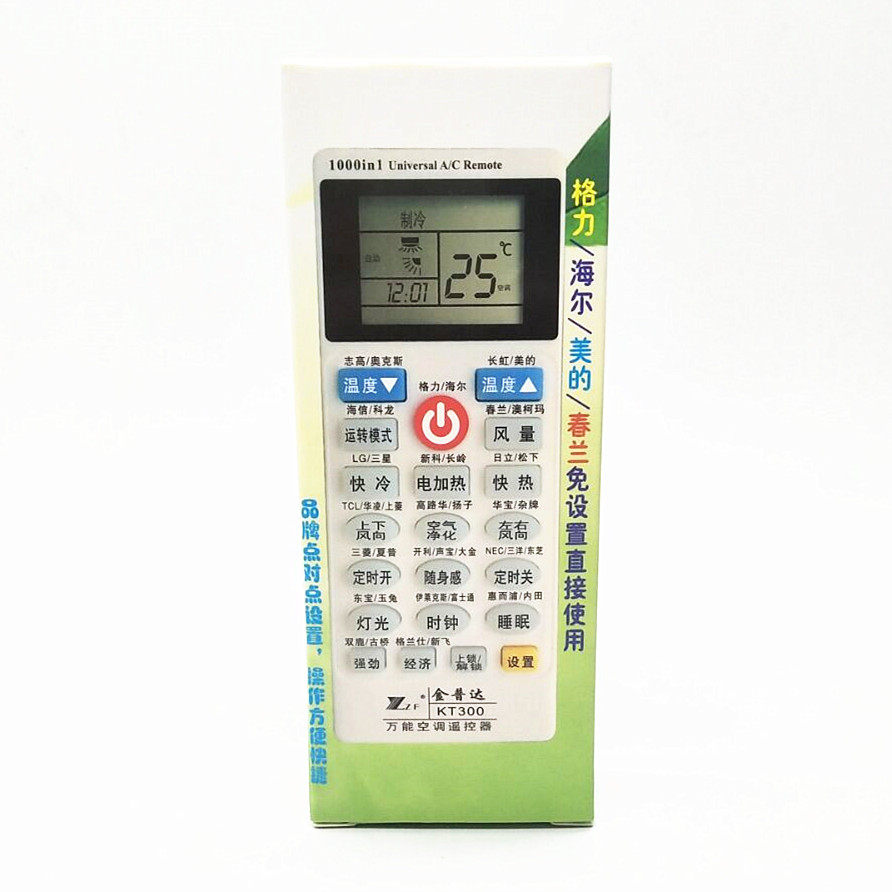 1000in1 Universal A/C Remote
制冷
自动
25℃
空调
12:01
志高/奥克斯
长虹/美的
温度▼
格力/海尔
温度▲
海信/科龙
春兰/澳柯玛
运转模式
风量
LG/三星
新科/长岭
日立/松下
快冷
电加热
快热
TCL/华凌/上菱
高路华/扬子
华宝/杂牌
上下风向
空气净化
左右风向
三菱/夏普
开利/声宝/大金
NEC/三洋/东芝
定时开
随身感
定时关
东宝/玉兔
伊莱克斯/富士通
惠而浦/内田
灯光
时钟
睡眠
双鹿/古桥
格兰仕/新飞
强劲
经济
上锁/解锁
设置
ZZF®
金普达
KT300
万能空调遥控器
格力/海尔/美的/春兰免设置直接使用
品牌点对点设置，操作方便快捷